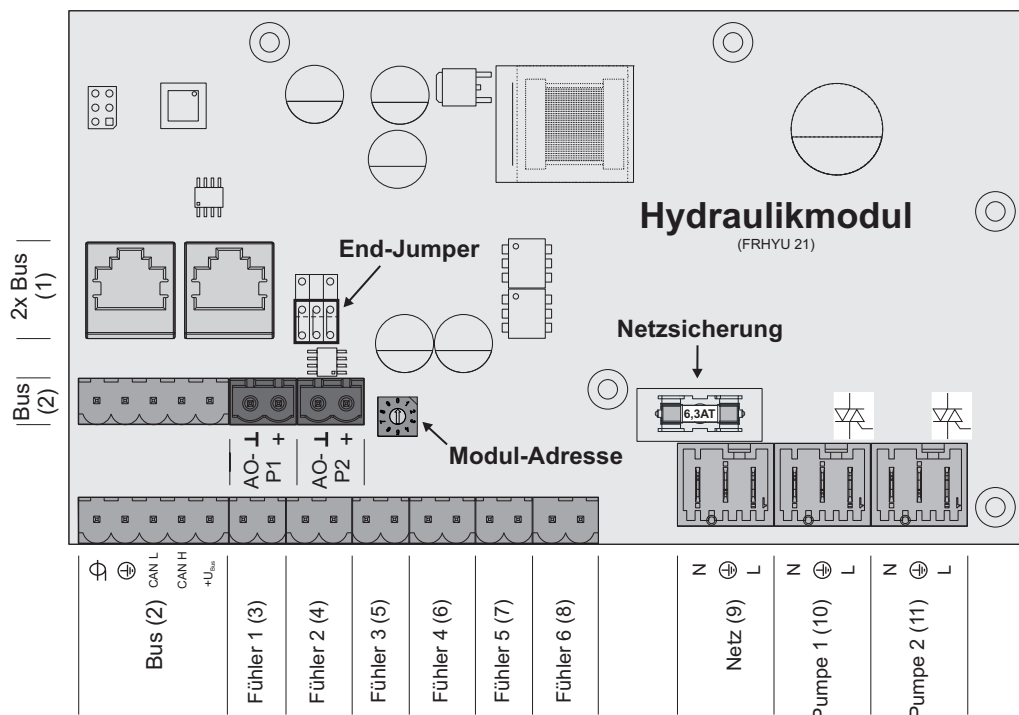 Hydraulikmodul
(FRHYU 21)
End-Jumper
2x Bus
(1)
Netzsicherung
6,3AT
Bus
(2)
Modul-Adresse
AO-
P1
+
AO-
P2
+
CAN L
CAN H
+UBus
Bus (2)
Fühler 1 (3)
Fühler 2 (4)
Fühler 3 (5)
Fühler 4 (6)
Fühler 5 (7)
Fühler 6 (8)
N
L
Netz (9)
N
L
Pumpe 1 (10)
N
L
Pumpe 2 (11)